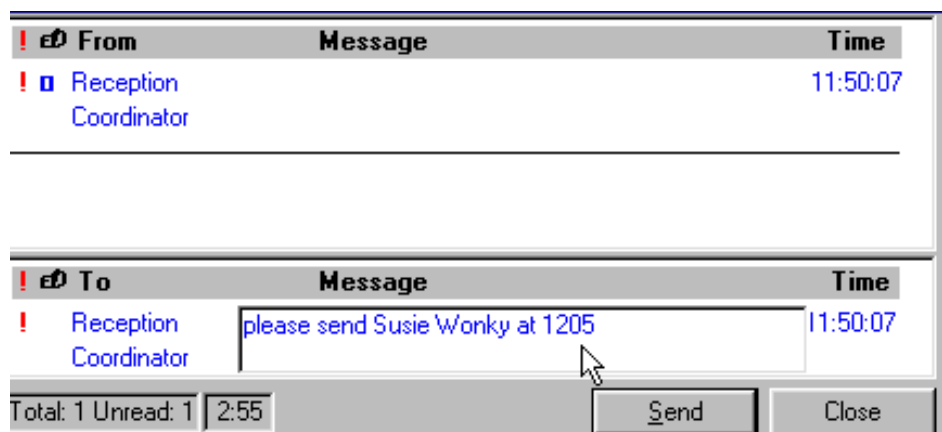 ! From Message Time
! Reception 11:50:07
Coordinator
! To Message Time
! Reception please send Susie Wonky at 1205 11:50:07
Coordinator
Total: 1 Unread: 1 2:55 Send Close